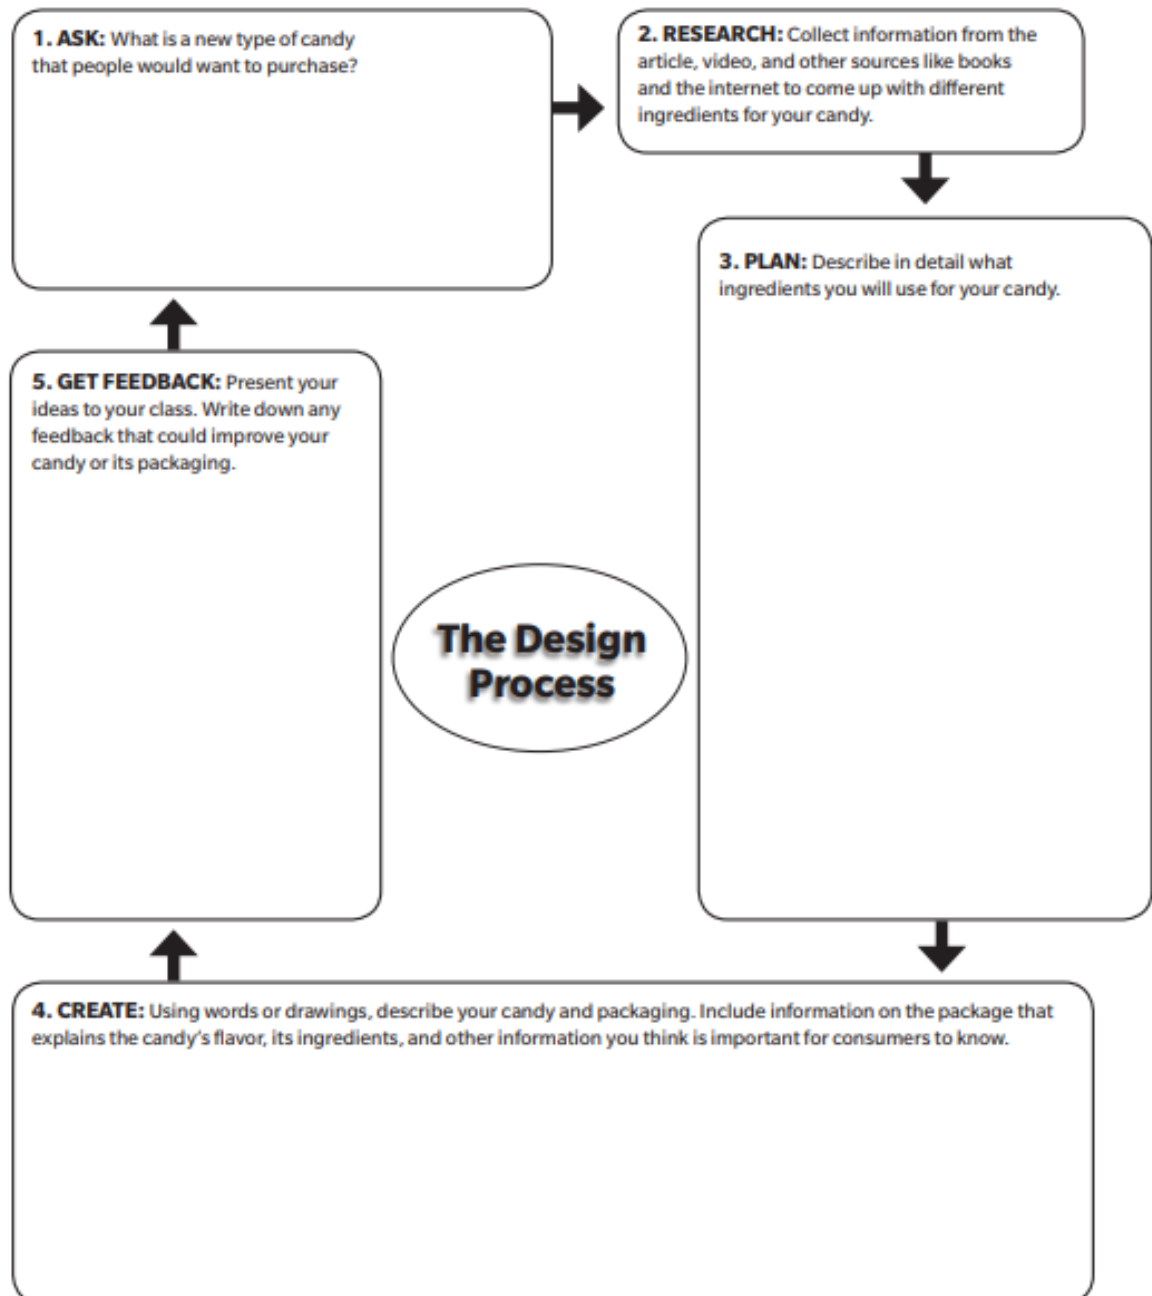 1. ASK: What is a new type of candy
that people would want to purchase?
2. RESEARCH: Collect information from the
article, video, and other sources like books
and the internet to come up with different
ingredients for your candy.
3. PLAN: Describe in detail what
ingredients you will use for your candy.
5. GET FEEDBACK: Present your
ideas to your class. Write down any
feedback that could improve your
candy or its packaging.
The Design
Process
4. CREATE: Using words or drawings, describe your candy and packaging. Include information on the package that
explains the candy's flavor, its ingredients, and other information you think is important for consumers to know.